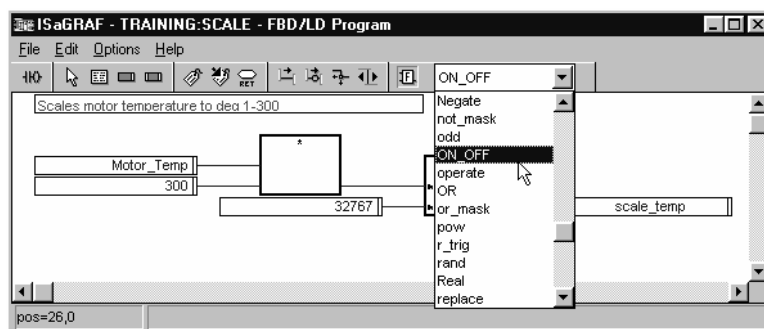 ISaGRAF - TRAINING:SCALE - FBD/LD Program
File Edit Options Help
RET F ON_OFF
Scales motor temperature to deg 1-300
Negate
not_mask
odd
ON_OFF
operate
OR
or_mask
pow
r_trig
rand
Real
replace
*
Motor_Temp
300
32767
scale_temp
pos=26,0